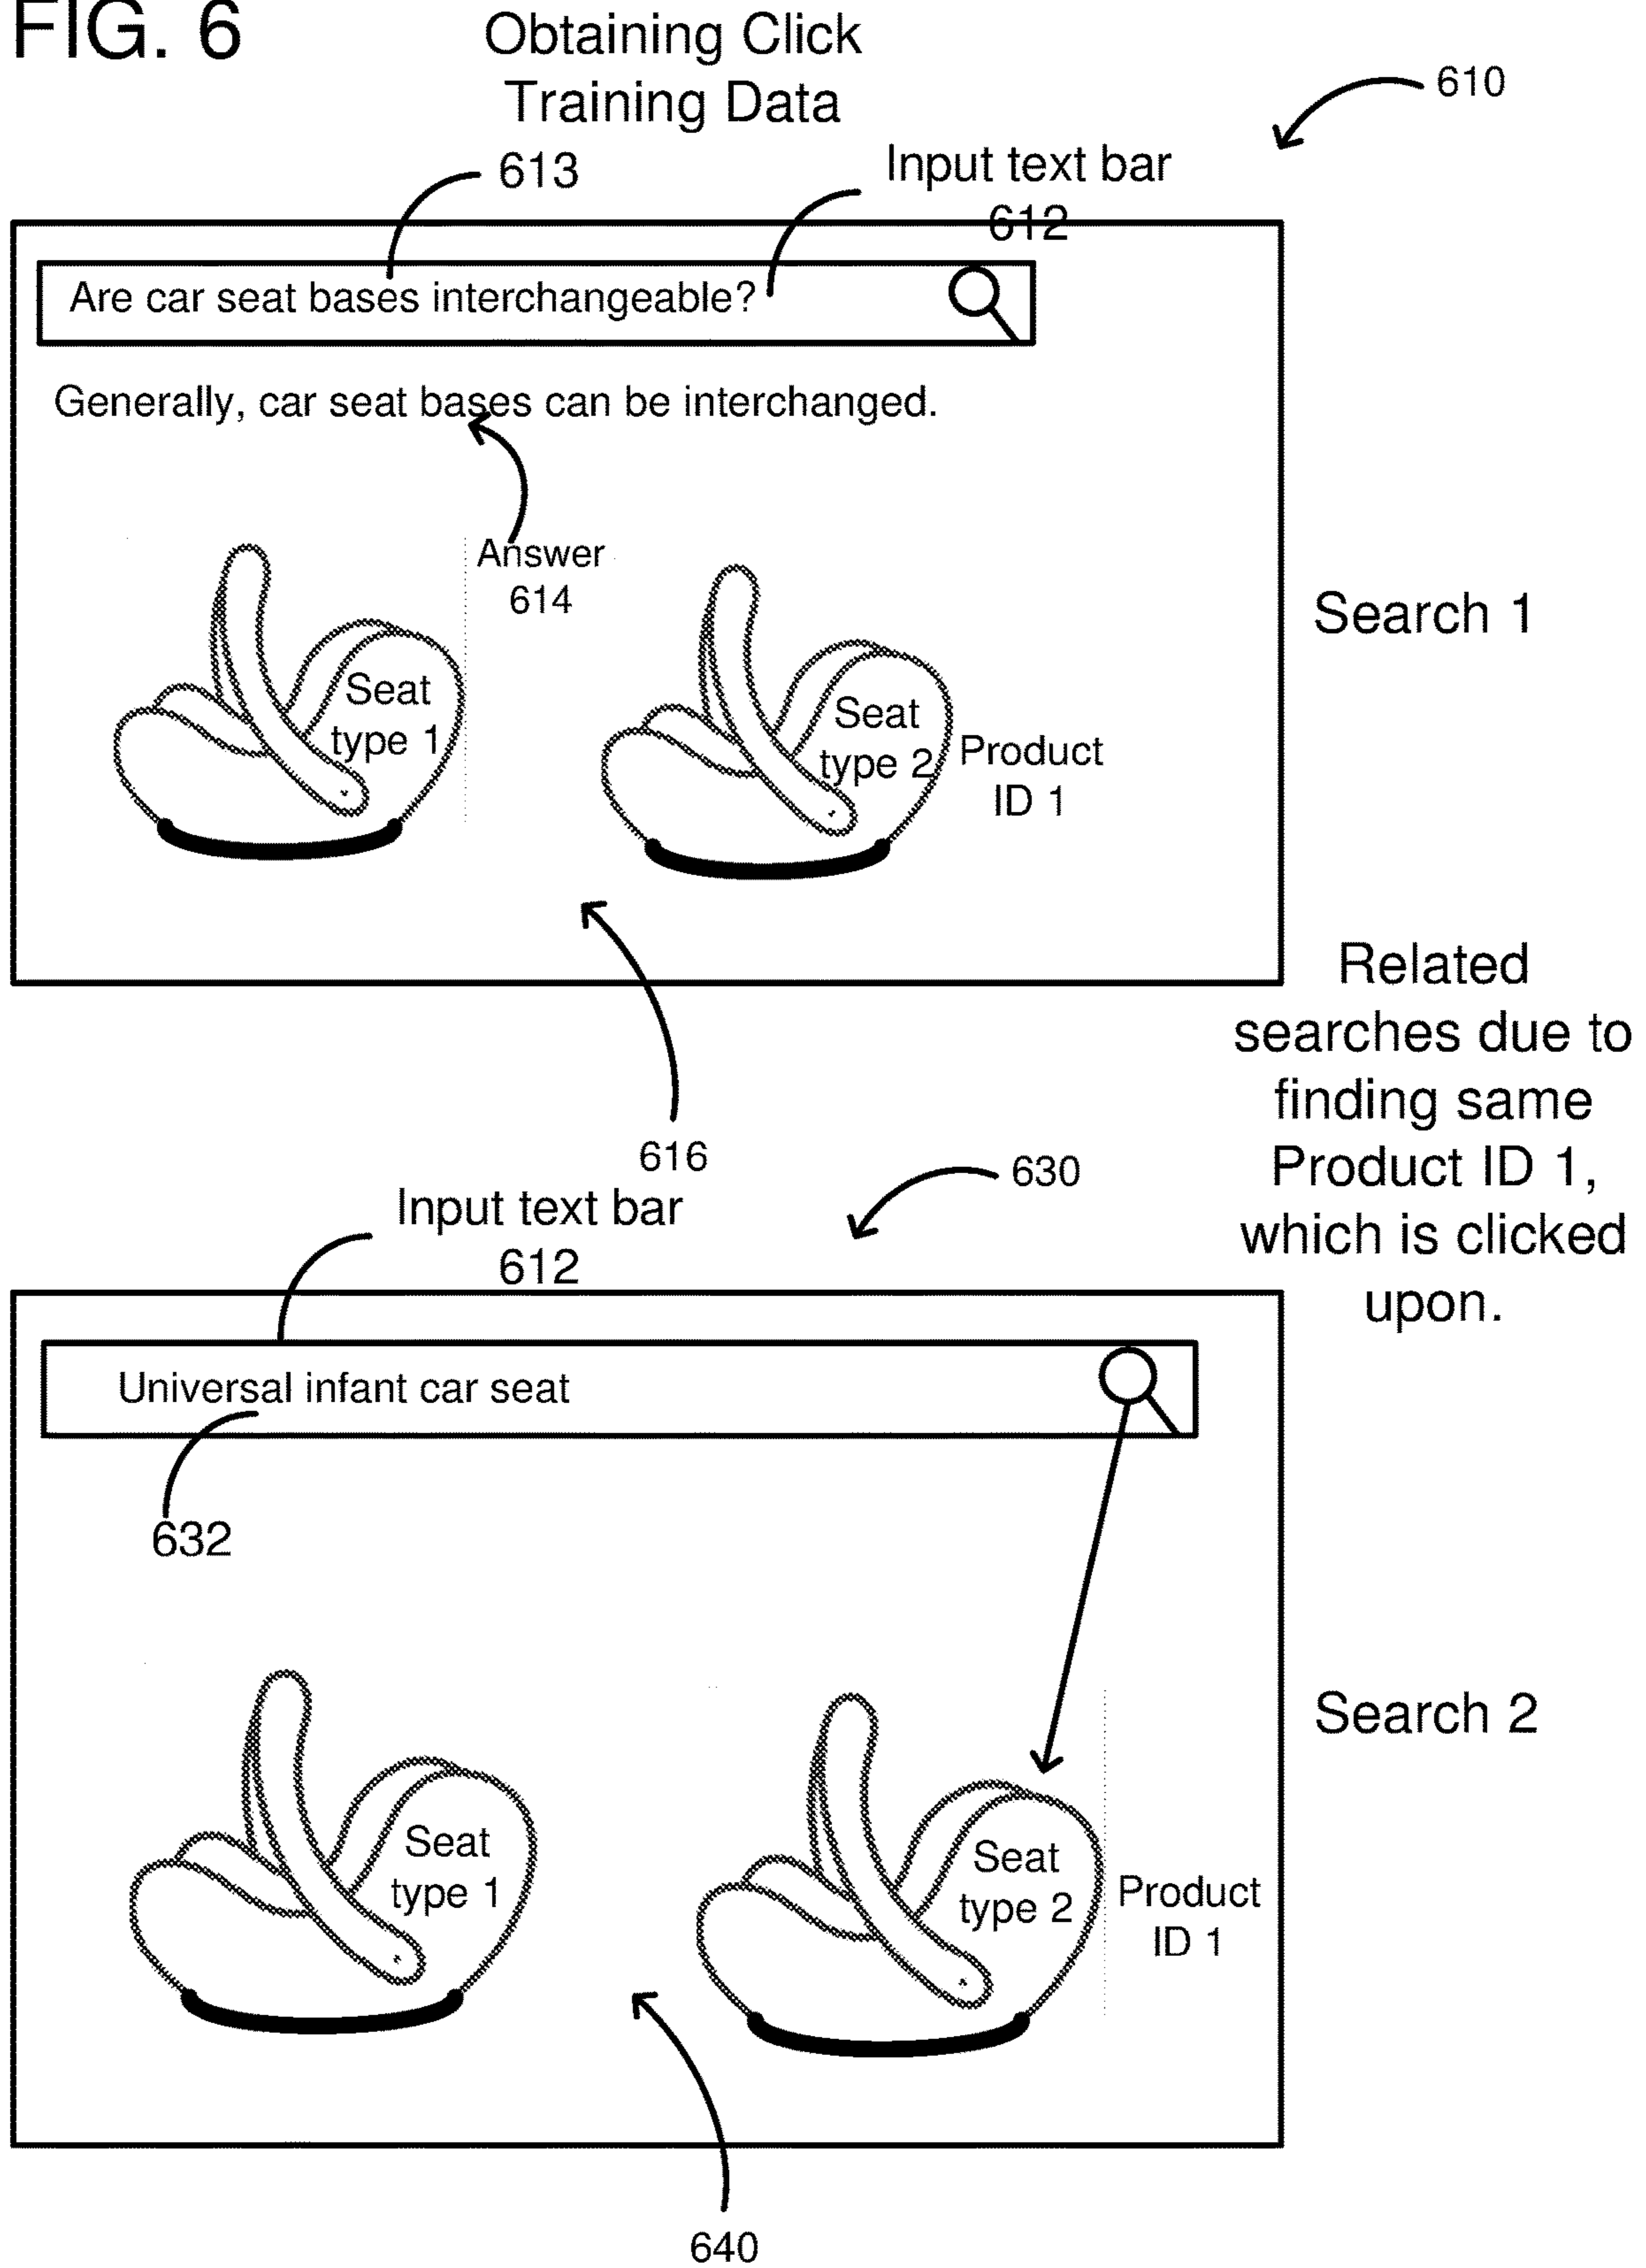 FIG. 6
Obtaining Click
Training Data
610
613
Input text bar
612
Are car seat bases interchangeable?
Generally, car seat bases can be interchanged.
Answer
614
Seat
type 1
Seat
type 2
Product
ID 1
Search 1
616
Related
searches due to
finding same
Product ID 1,
which is clicked
upon.
630
Input text bar
612
Universal infant car seat
632
Seat
type 1
Seat
type 2
Product
ID 1
Search 2
640